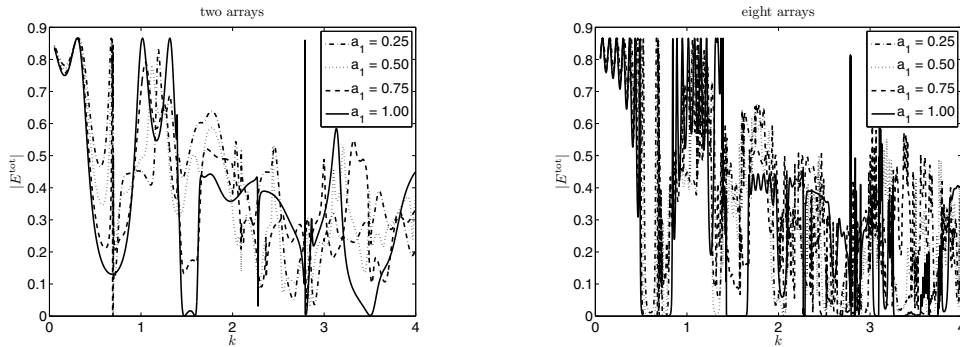 two arrays
|E^tot|
0.9
0.8
0.7
0.6
0.5
0.4
0.3
0.2
0.1
0
a_1 = 0.25
a_1 = 0.50
a_1 = 0.75
a_1 = 1.00
0 1 2 3 4
k
eight arrays
|E^tot|
0.9
0.8
0.7
0.6
0.5
0.4
0.3
0.2
0.1
0
a_1 = 0.25
a_1 = 0.50
a_1 = 0.75
a_1 = 1.00
0 1 2 3 4
k